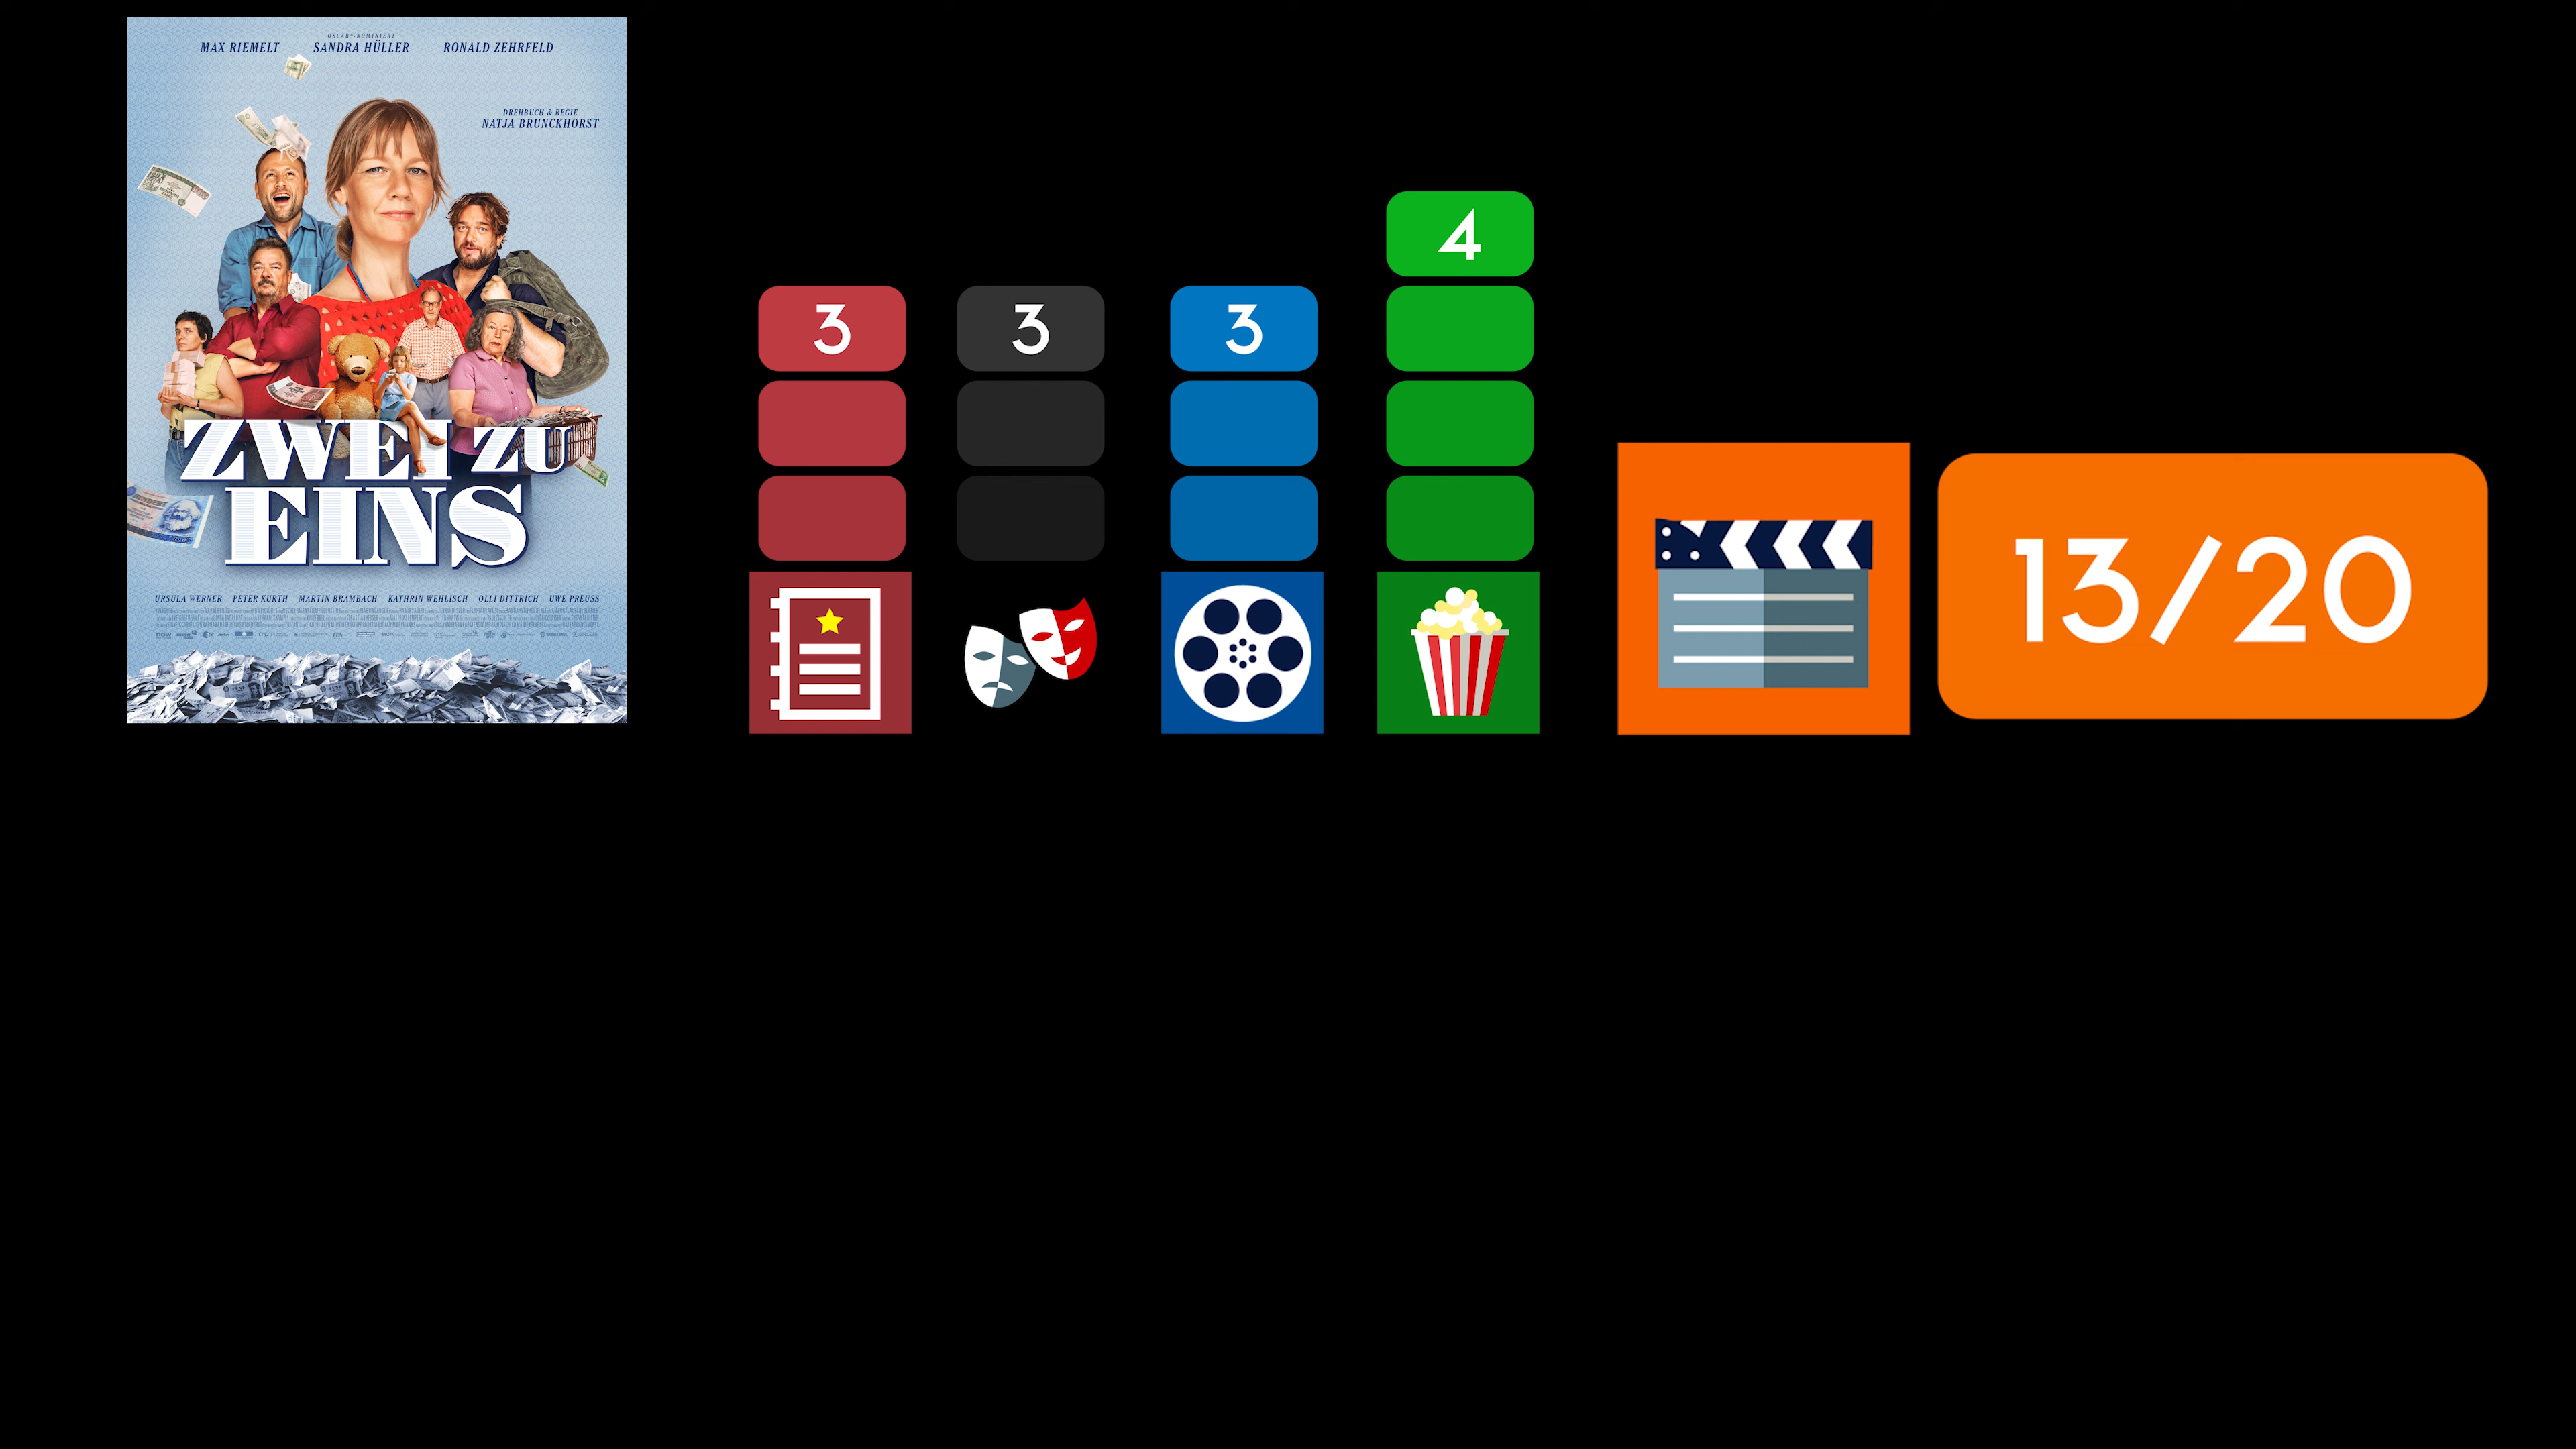 OSCAR®-NOMINIERT
MAX RIEMELT SANDRA HÜLLER RONALD ZEHRFELD
DREHBUCH & REGIE
NATJA BRUNCKHORST
ZWEI ZU
EINS
URSULA WERNER PETER KURTH MARTIN BRAMBACH KATHRIN WEHLISCH OLLI DITTRICH UWE PREUSS
3
3
3
4
13/20